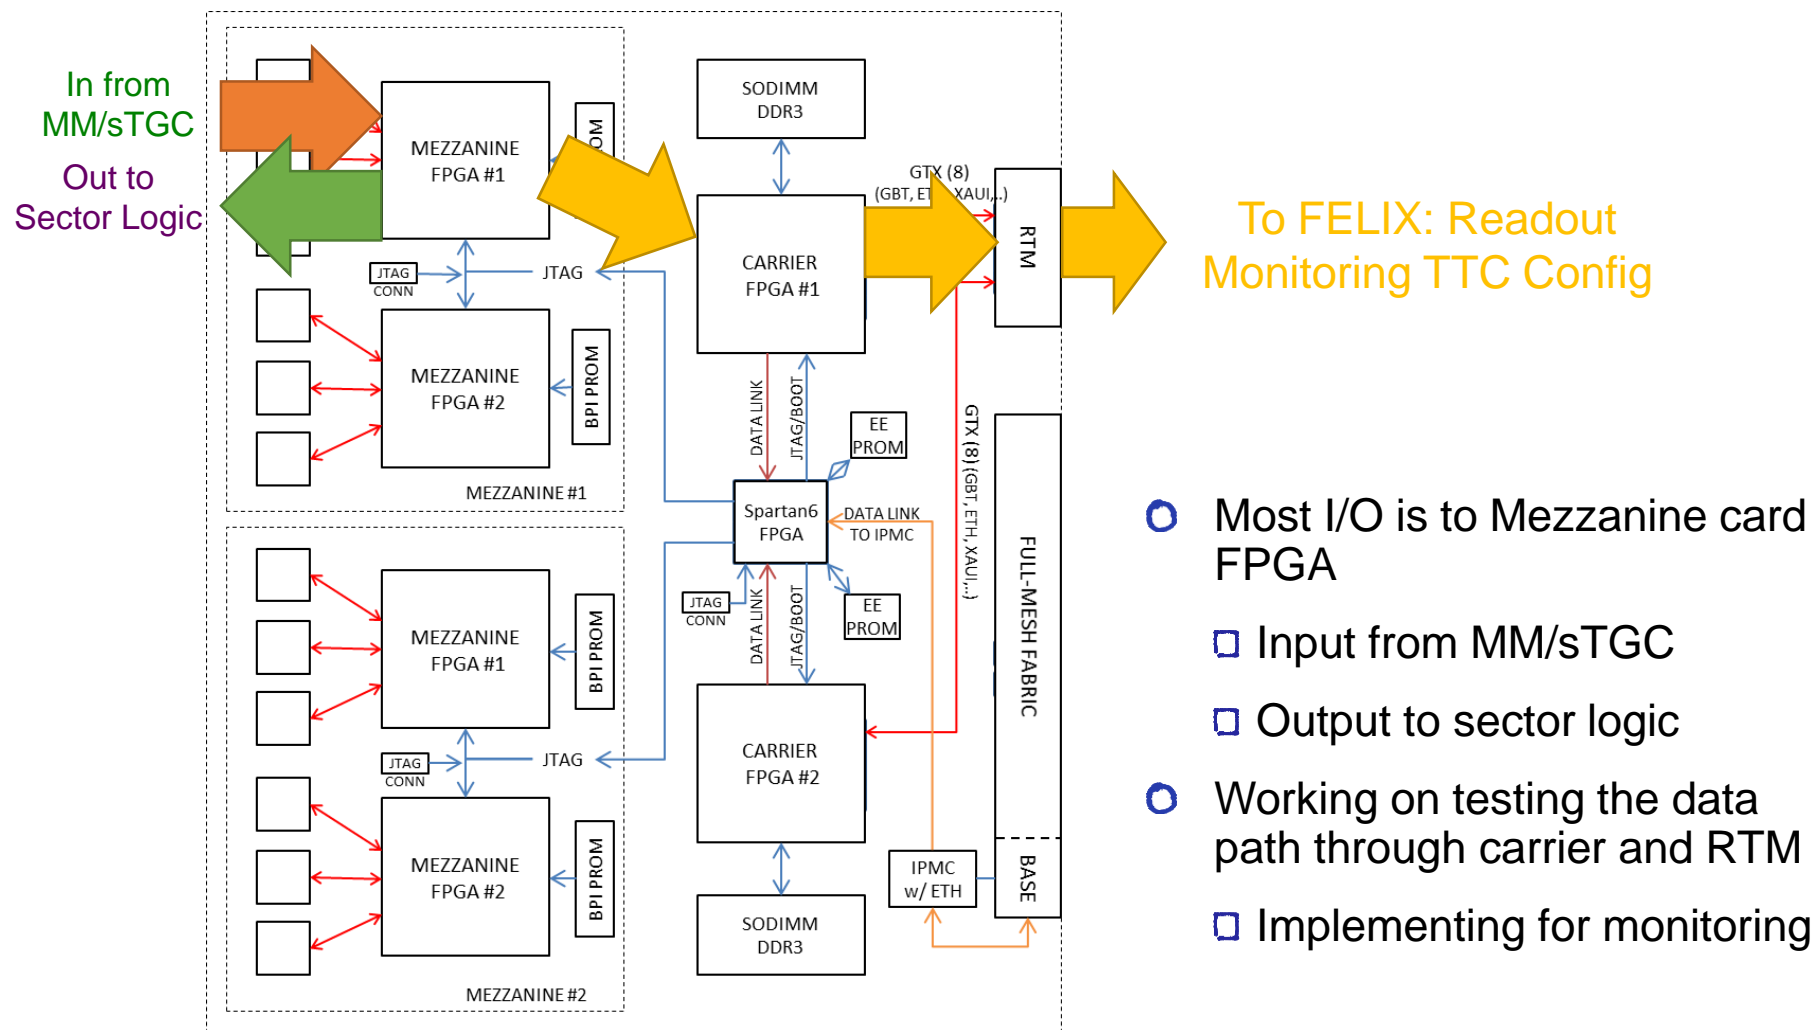 In from
MM/sTGC
Out to
Sector Logic
MEZZANINE
FPGA #1
JTAG
CONN
JTAG
MEZZANINE
FPGA #2
BPI PROM
MEZZANINE #1
SODIMM
DDR3
CARRIER
FPGA #1
GTX (8)
RTM
To FELIX: Readout
Monitoring TTC Config
DATA LINK
JTAG/BOOT
EE
PROM
Spartan6
FPGA
DATA LINK
TO IPMC
GTX (8) (GBT, ETH, XAUI,..)
FULL-MESH FABRIC
BASE
JTAG
CONN
DATA LINK
JTAG/BOOT
EE
PROM
CARRIER
FPGA #2
IPMC
w/ ETH
SODIMM
DDR3
MEZZANINE
FPGA #1
BPI PROM
JTAG
CONN
JTAG
MEZZANINE
FPGA #2
BPI PROM
MEZZANINE #2
Most I/O is to Mezzanine card
FPGA
Input from MM/sTGC
Output to sector logic
Working on testing the data
path through carrier and RTM
Implementing for monitoring